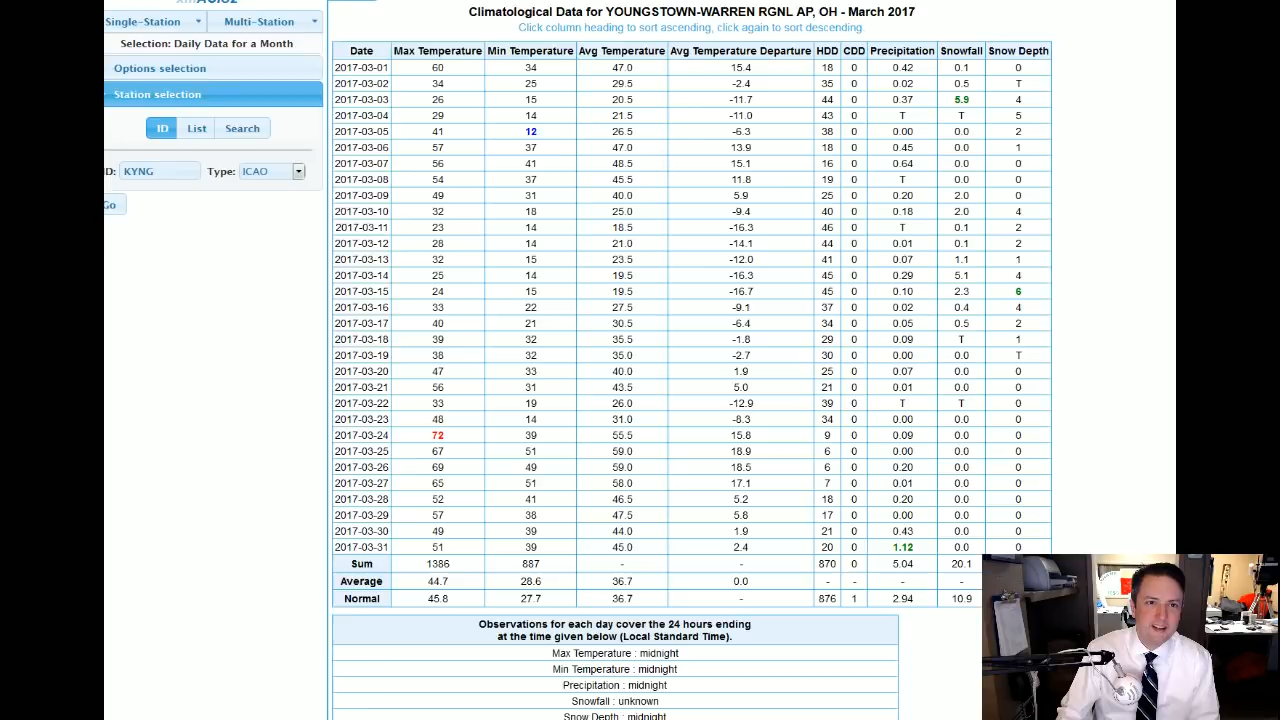 Single-Station Multi-Station
Selection: Daily Data for a Month
Options selection
Station selection
ID List Search
ID: KYNG Type: ICAO
Go
Climatological Data for YOUNGSTOWN-WARREN RGNL AP, OH - March 2017
Click column heading to sort ascending, click again to sort descending.
Date Max Temperature Min Temperature Avg Temperature Avg Temperature Departure HDD CDD Precipitation Snowfall Snow Depth
2017-03-01 60 34 47.0 15.4 18 0 0.42 0.1 0
2017-03-02 34 25 29.5 -2.4 35 0 0.02 0.5 T
2017-03-03 26 15 20.5 -11.7 44 0 0.37 5.9 4
2017-03-04 29 14 21.5 -11.0 43 0 T T 5
2017-03-05 41 12 26.5 -6.3 38 0 0.00 0.0 2
2017-03-06 57 37 47.0 13.9 18 0 0.45 0.0 1
2017-03-07 56 41 48.5 15.1 16 0 0.64 0.0 0
2017-03-08 54 37 45.5 11.8 19 0 T 0.0 0
2017-03-09 49 31 40.0 5.9 25 0 0.20 2.0 0
2017-03-10 32 18 25.0 -9.4 40 0 0.18 2.0 4
2017-03-11 23 14 18.5 -16.3 46 0 T 0.1 2
2017-03-12 28 14 21.0 -14.1 44 0 0.01 0.1 2
2017-03-13 32 15 23.5 -12.0 41 0 0.07 1.1 1
2017-03-14 25 14 19.5 -16.3 45 0 0.29 5.1 4
2017-03-15 24 15 19.5 -16.7 45 0 0.10 2.3 6
2017-03-16 33 22 27.5 -9.1 37 0 0.02 0.4 4
2017-03-17 40 21 30.5 -6.4 34 0 0.05 0.5 2
2017-03-18 39 32 35.5 -1.8 29 0 0.09 T 1
2017-03-19 38 32 35.0 -2.7 30 0 0.00 0.0 T
2017-03-20 47 33 40.0 1.9 25 0 0.07 0.0 0
2017-03-21 56 31 43.5 5.0 21 0 0.01 0.0 0
2017-03-22 33 19 26.0 -12.9 39 0 T T 0
2017-03-23 48 14 31.0 -8.3 34 0 0.00 0.0 0
2017-03-24 72 39 55.5 15.8 9 0 0.09 0.0 0
2017-03-25 67 51 59.0 18.9 6 0 0.00 0.0 0
2017-03-26 69 49 59.0 18.5 6 0 0.20 0.0 0
2017-03-27 65 51 58.0 17.1 7 0 0.01 0.0 0
2017-03-28 52 41 46.5 5.2 18 0 0.20 0.0 0
2017-03-29 57 38 47.5 5.8 17 0 0.00 0.0 0
2017-03-30 49 39 44.0 1.9 21 0 0.43 0.0 0
2017-03-31 51 39 45.0 2.4 20 0 1.12 0.0 0
Sum 1386 887 - - 870 0 5.04 20.1
Average 44.7 28.6 36.7 0.0 - - - -
Normal 45.8 27.7 36.7 - 876 1 2.94 10.9
Observations for each day cover the 24 hours ending
at the time given below (Local Standard Time).
Max Temperature : midnight
Min Temperature : midnight
Precipitation : midnight
Snowfall : unknown
Snow Depth : midnight